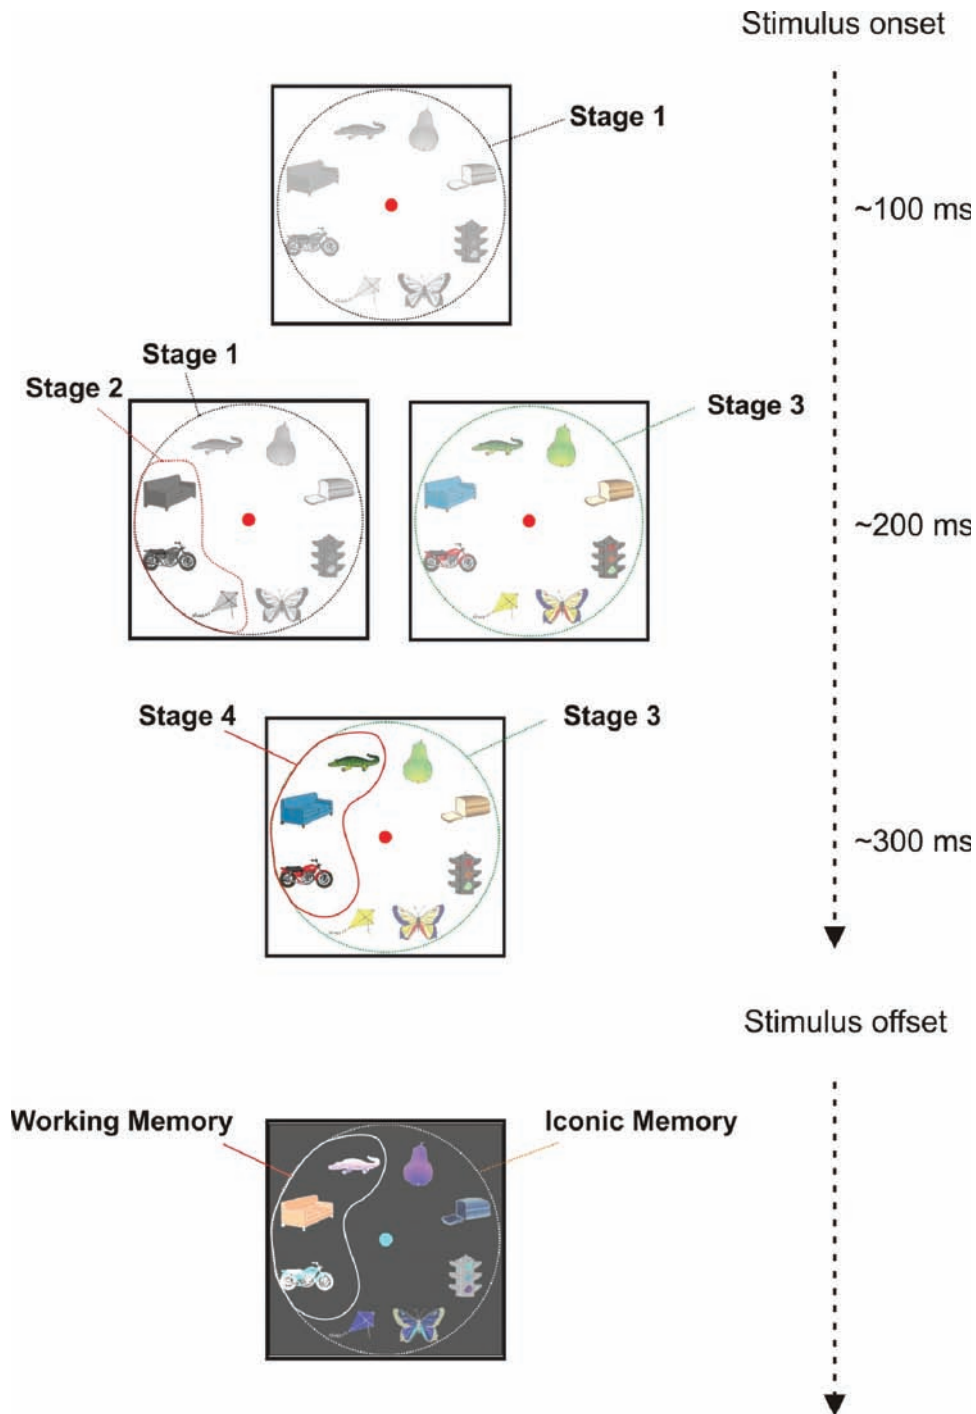 Stimulus onset
Stage 1
~100 ms
Stage 1
Stage 2
Stage 3
~200 ms
Stage 4
Stage 3
~300 ms
Stimulus offset
Working Memory
Iconic Memory